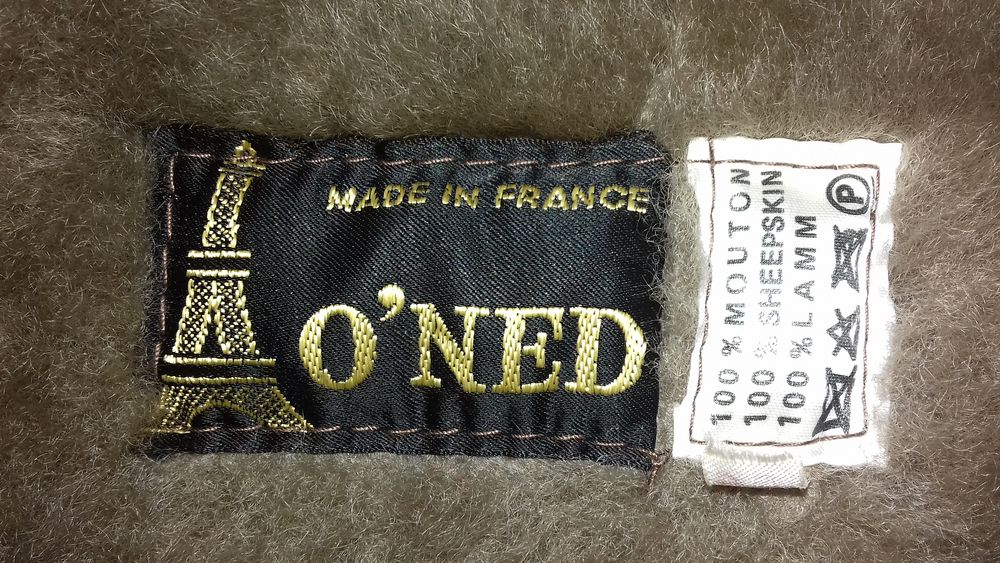 MADE IN FRANCE
O'NED
100 % MOUTON
100 % SHEEPSKIN
100 % LAMM
P